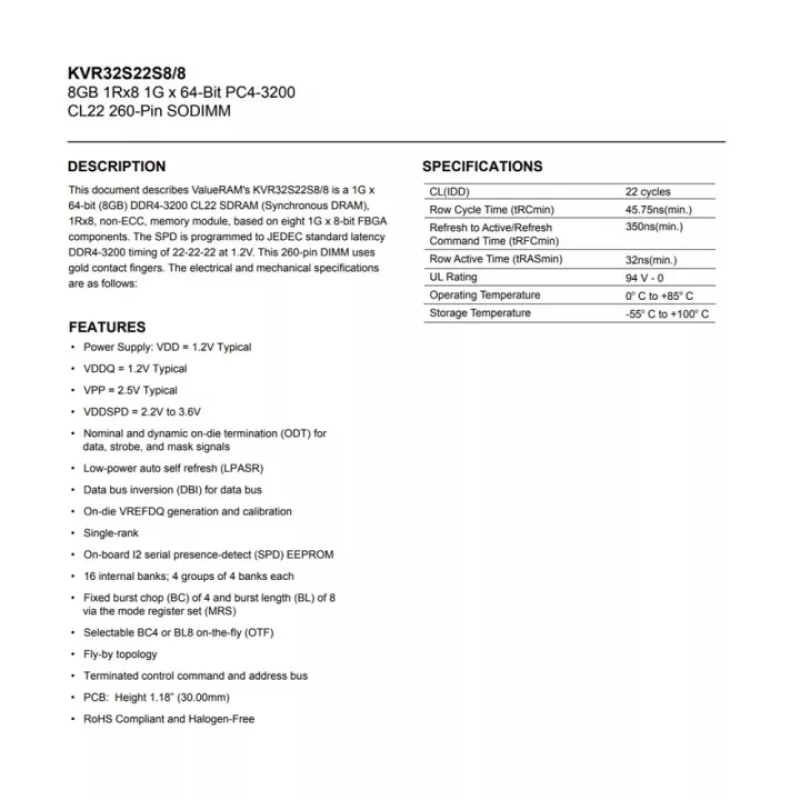 KVR32S22S8/8
8GB 1Rx8 1G x 64-Bit PC4-3200
CL22 260-Pin SODIMM
DESCRIPTION
This document describes ValueRAM's KVR32S22S8/8 is a 1G x
64-bit (8GB) DDR4-3200 CL22 SDRAM (Synchronous DRAM),
1Rx8, non-ECC, memory module, based on eight 1G x 8-bit FBGA
components. The SPD is programmed to JEDEC standard latency
DDR4-3200 timing of 22-22-22 at 1.2V. This 260-pin DIMM uses
gold contact fingers. The electrical and mechanical specifications
are as follows:
FEATURES
• Power Supply: VDD = 1.2V Typical
• VDDQ = 1.2V Typical
• VPP = 2.5V Typical
• VDDSPD = 2.2V to 3.6V
• Nominal and dynamic on-die termination (ODT) for
data, strobe, and mask signals
• Low-power auto self refresh (LPASR)
• Data bus inversion (DBI) for data bus
• On-die VREFDQ generation and calibration
• Single-rank
• On-board I2 serial presence-detect (SPD) EEPROM
• 16 internal banks; 4 groups of 4 banks each
• Fixed burst chop (BC) of 4 and burst length (BL) of 8
via the mode register set (MRS)
• Selectable BC4 or BL8 on-the-fly (OTF)
• Fly-by topology
• Terminated control command and address bus
• PCB: Height 1.18” (30.00mm)
• RoHS Compliant and Halogen-Free
SPECIFICATIONS
CL(IDD) 22 cycles
Row Cycle Time (tRCmin) 45.75ns(min.)
Refresh to Active/Refresh 350ns(min.)
Command Time (tRFCmin)
Row Active Time (tRASmin) 32ns(min.)
UL Rating 94 V - 0
Operating Temperature 0° C to +85° C
Storage Temperature -55° C to +100° C